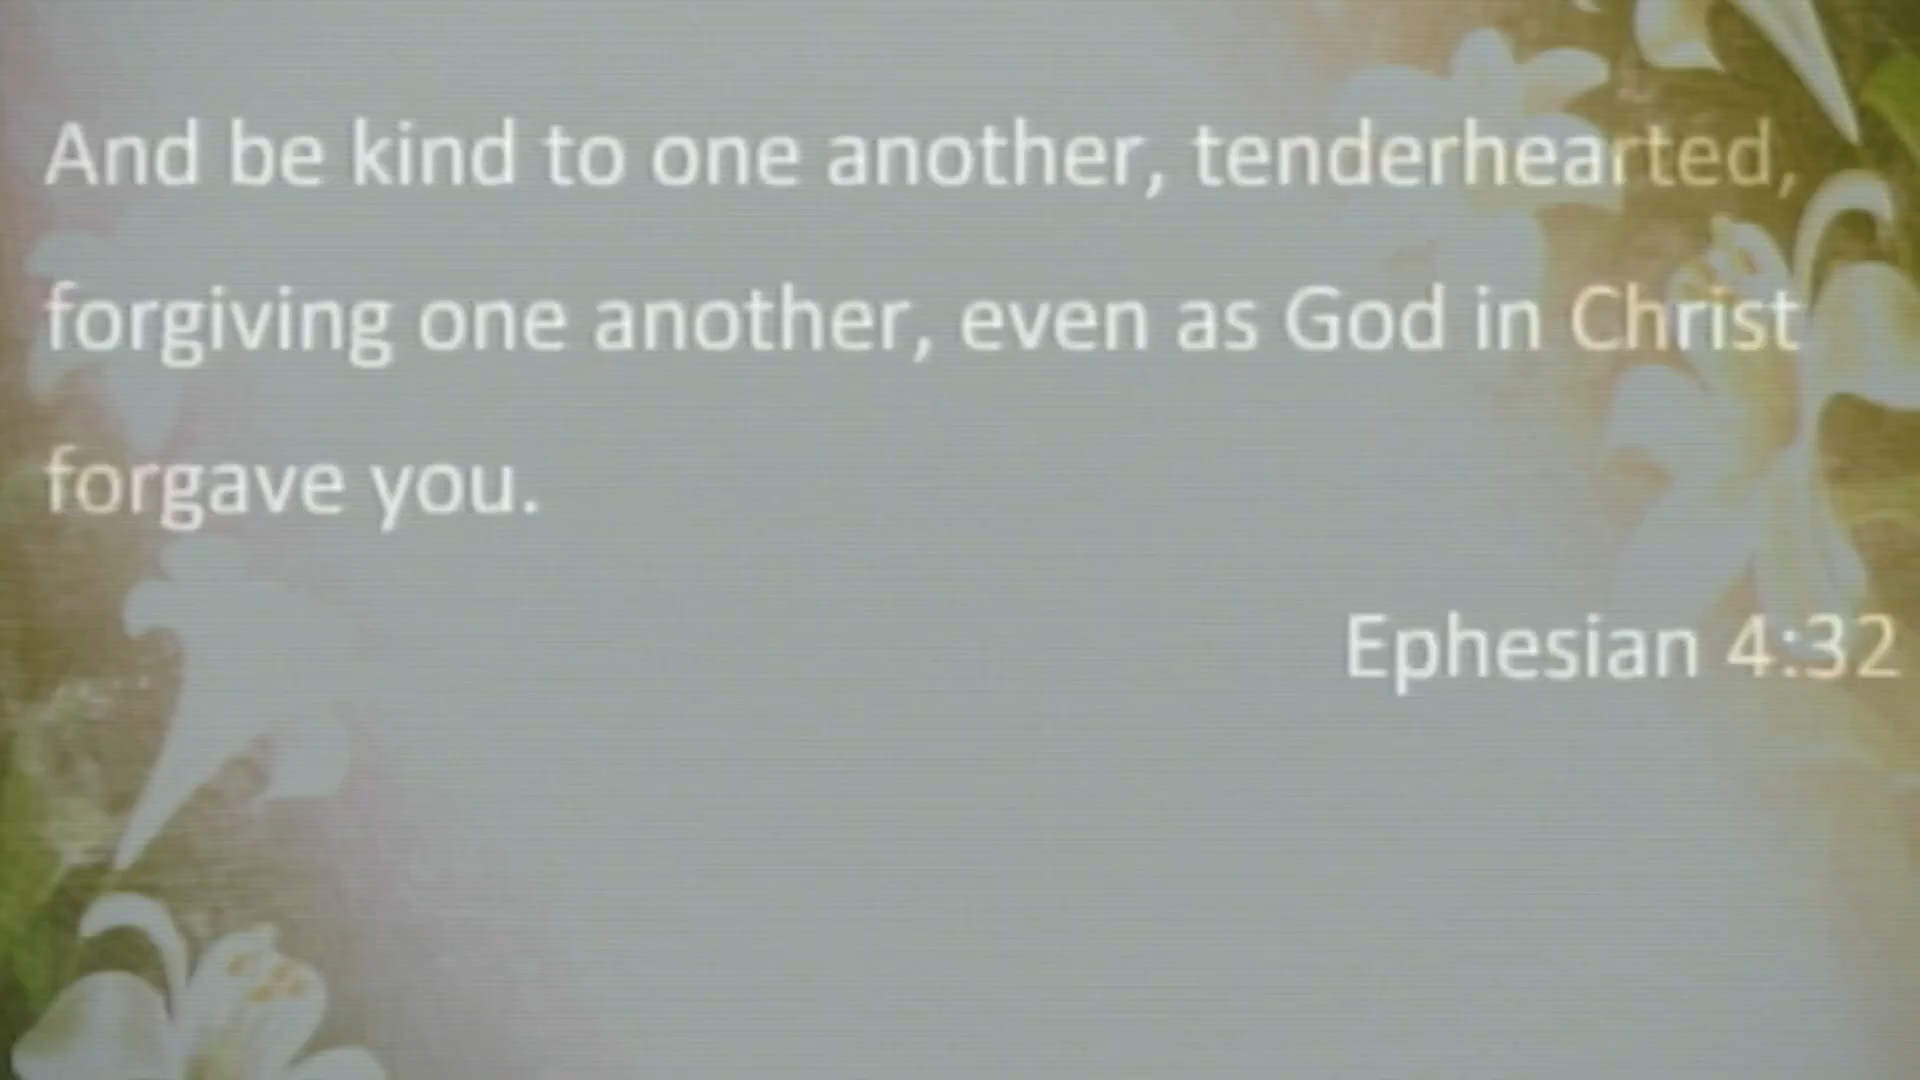 And be kind to one another, tenderhearted,
forgiving one another, even as God in Christ
forgave you.
Ephesian 4:32